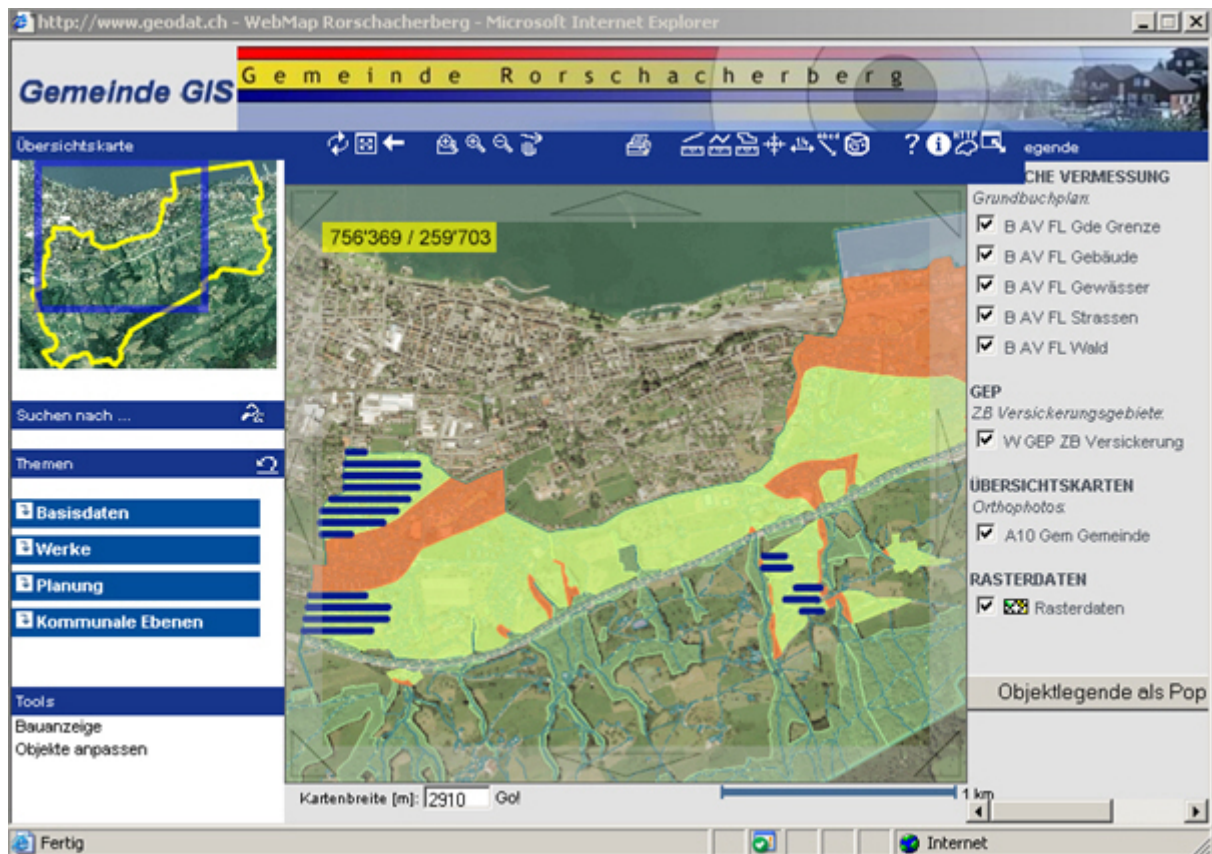 http://www.geodat.ch - WebMap Rorschacherberg - Microsoft Internet Explorer
Gemeinde GIS
Gemeinde Rorschacherberg
Übersichtskarte
egende
756'369 / 259'703
CHE VERMESSUNG
Grundbuchplan:
B AV FL Gde Grenze
B AV FL Gebäude
B AV FL Gewässer
B AV FL Strassen
B AV FL Wald
GEP
ZB Versickerungsgebiete:
W GEP ZB Versickerung
ÜBERSICHTSKARTEN
Orthophotos:
A10 Gem Gemeinde
RASTERDATEN
Rasterdaten
Objektlegende als Pop
Suchen nach ...
Themen
Basisdaten
Werke
Planung
Kommunale Ebenen
Tools
Bauanzeige
Objekte anpassen
Kartenbreite [m]: 2910 Go!
1 km
Fertig
Internet